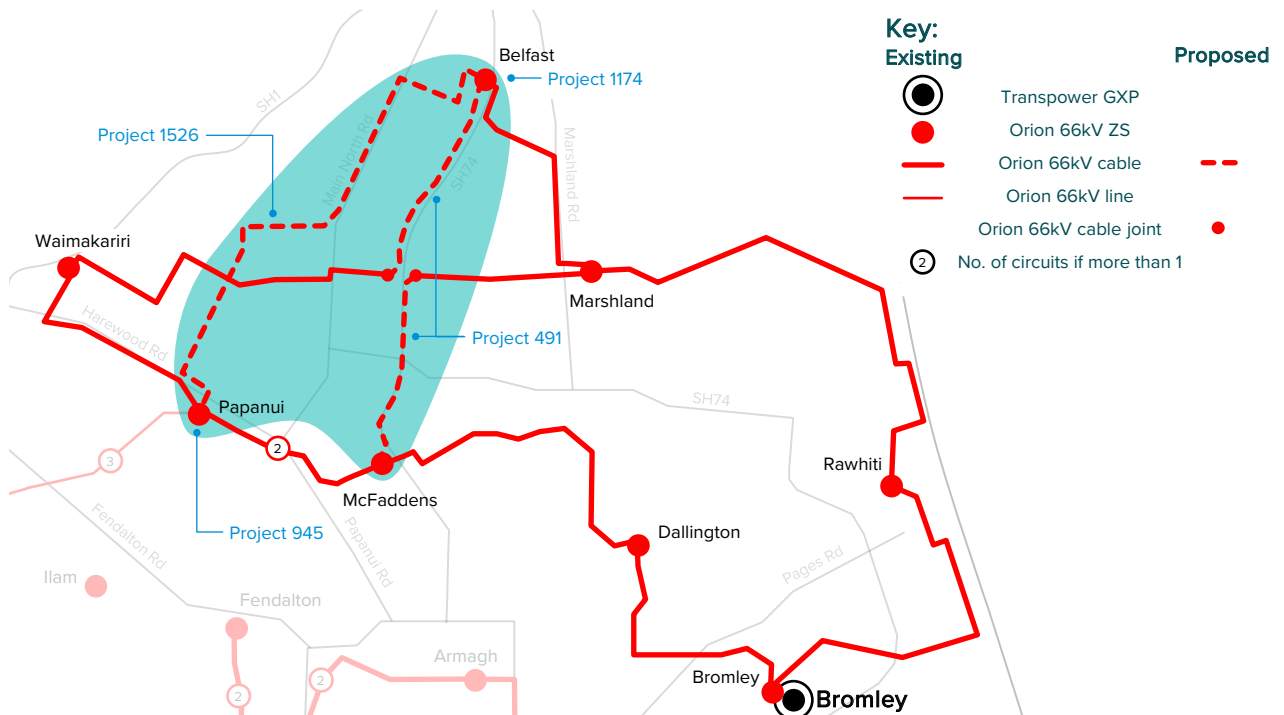 Key:
Existing
Proposed
Transpower GXP
Orion 66kV ZS
Orion 66kV cable
Orion 66kV line
Orion 66kV cable joint
2 No. of circuits if more than 1
Belfast
Project 1174
SH1
Project 1526
Main North Rd
SH74
Marshland Rd
Waimakariri
Marshland
Harewood Rd
Project 491
Papanui
SH74
2
3
Rawhiti
McFaddens
Project 945
Dallington
Fendalton Rd
Papanui Rd
Pages Rd
Ilam
Fendalton
Armagh
2
2
Bromley
Bromley